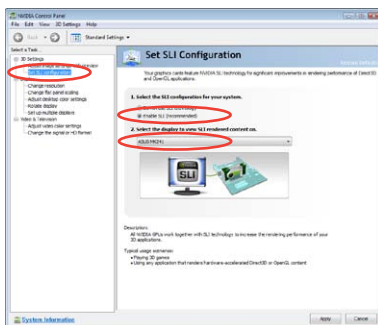 NVIDIA Control Panel
File Edit View 3D Settings Help
Back
Standard Settings
Select a Task...
3D Settings
Set SLI configuration
Change resolution
Change flat panel scaling
Adjust desktop color settings
Rotate display
Set up multiple displays
Video & Television
Adjust video color settings
Change the signal or HD format
System Information
Set SLI Configuration
Your graphics cards feature NVIDIA SLI technology for significant improvements in rendering performance of Direct3D
and OpenGL applications.
1. Select the SLI configuration for your system.
Enable SLI (recommended)
2. Select the display to view SLI rendered content on.
SLI
Description:
All NVIDIA GPUs work together with SLI technology to increase the rendering performance of your
3D applications.
Typical usage scenarios:
• Playing 3D games
• Using any application that renders hardware-accelerated Direct3D or OpenGL content
Apply
Cancel